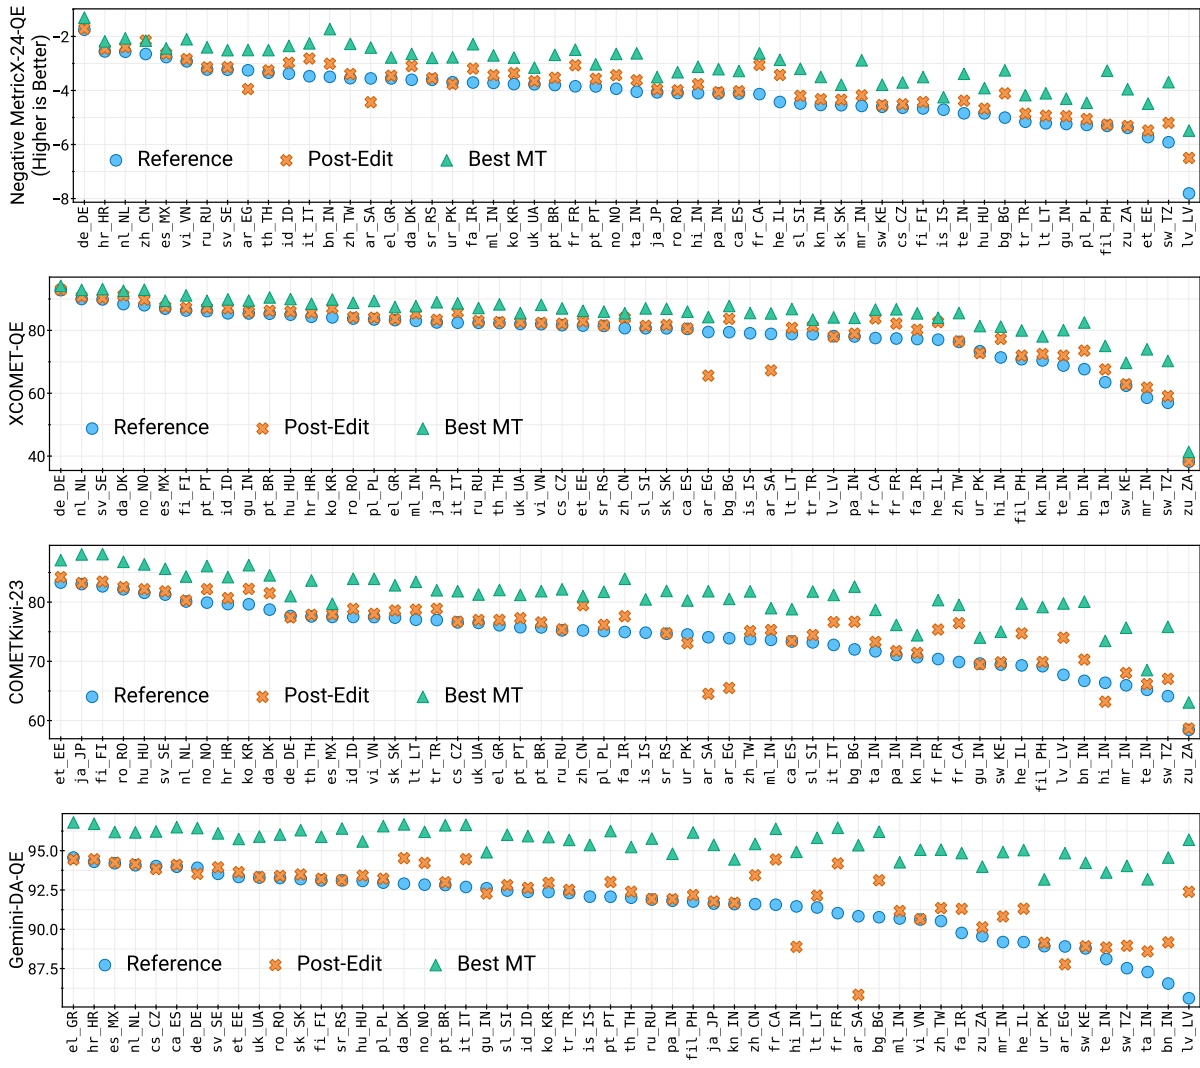 Negative MetricX-24-QE
(Higher is Better)
−2
−4
−6
−8
Reference Post-Edit Best MT
de_DE hr_HR nl_NL zh_CN es_MX vi_VN ru_RU sv_SE ar_EG th_TH id_ID it_IT bn_IN zh_TW ar_SA el_GR da_DK sr_RS ur_PK fa_IR ml_IN ko_KR uk_UA pt_BR fr_FR pt_PT no_NO ta_IN ja_JP ro_RO hi_IN pa_IN ca_ES fr_CA he_IL sl_SI kn_IN sk_SK mr_IN sw_KE cs_CZ fi_FI is_IS te_IN hu_HU bg_BG tr_TR lt_LT gu_IN pl_PL fil_PH zu_ZA et_EE sw_TZ lv_LV
XCOMET-QE
80
60
40
Reference Post-Edit Best MT
de_DE nl_NL sv_SE da_DK no_NO es_MX fi_FI pt_PT id_ID gu_IN pt_BR hu_HU hr_HR ko_KR ro_RO pl_PL el_GR ml_IN ja_JP it_IT ru_RU th_TH uk_UA vi_VN cs_CZ et_EE sr_RS zh_CN sl_SI sk_SK ca_ES ar_EG bg_BG is_IS ar_SA lt_LT tr_TR lv_LV pa_IN fr_CA fr_FR fa_IR he_IL zh_TW ur_PK hi_IN fil_PH kn_IN te_IN bn_IN ta_IN sw_KE mr_IN sw_TZ zu_ZA
COMETKiwi-23
80
70
60
Reference Post-Edit Best MT
et_EE ja_JP fi_FI ro_RO hu_HU sv_SE nl_NL no_NO hr_HR ko_KR da_DK de_DE th_TH es_MX id_ID vi_VN sk_SK lt_LT tr_TR cs_CZ uk_UA el_GR pt_PT pt_BR ru_RU zh_CN pl_PL fa_IR is_IS sr_RS ur_PK ar_SA ar_EG zh_TW ml_IN ca_ES sl_SI it_IT bg_BG ta_IN pa_IN kn_IN fr_FR fr_CA gu_IN sw_KE he_IL fil_PH lv_LV bn_IN hi_IN mr_IN te_IN sw_TZ zu_ZA
Gemini-DA-QE
95.0
92.5
90.0
87.5
Reference Post-Edit Best MT
el_GR hr_HR es_MX nl_NL cs_CZ ca_ES de_DE sv_SE et_EE uk_UA ro_RO sk_SK fi_FI sr_RS hu_HU pl_PL da_DK no_NO pt_BR it_IT gu_IN sl_SI id_ID ko_KR tr_TR is_IS pt_PT th_TH ru_RU pa_IN fil_PH ja_JP kn_IN zh_CN fr_CA hi_IN lt_LT fr_FR ar_SA bg_BG ml_IN vi_VN zh_TW fa_IR zu_ZA mr_IN he_IL ur_PK ar_EG sw_KE te_IN sw_TZ ta_IN bn_IN lv_LV